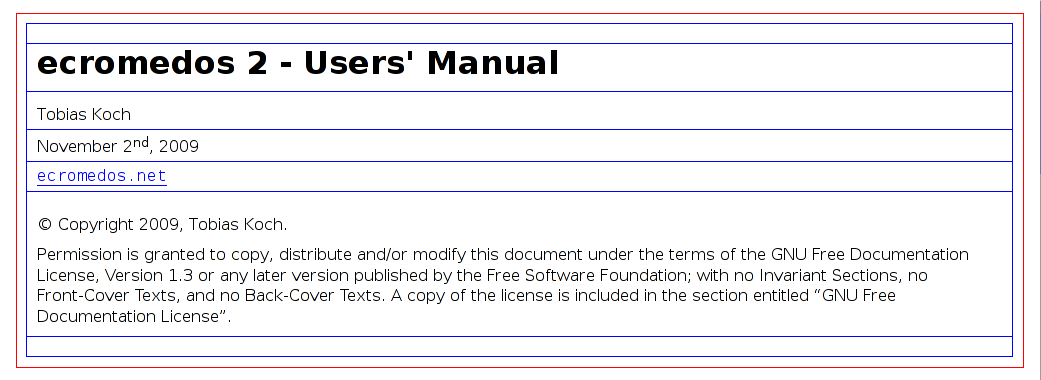 ecromedos 2 - Users' Manual
Tobias Koch
November 2nd, 2009
ecromedos.net
© Copyright 2009, Tobias Koch.
Permission is granted to copy, distribute and/or modify this document under the terms of the GNU Free Documentation
License, Version 1.3 or any later version published by the Free Software Foundation; with no Invariant Sections, no
Front-Cover Texts, and no Back-Cover Texts. A copy of the license is included in the section entitled “GNU Free
Documentation License”.